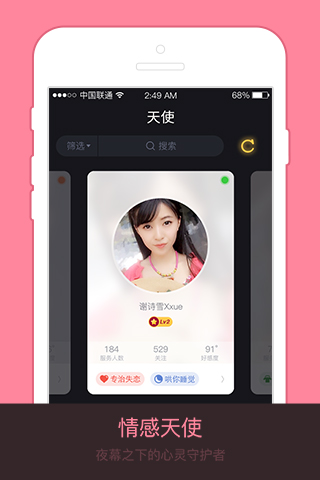 中国联通 2:49 AM 68%
天使
筛选 搜索
谢诗雪Xxue
Lv2
184 529 91°
服务人数 关注 好感度
专治失恋 哄你睡觉
情感天使
夜幕之下的心灵守护者